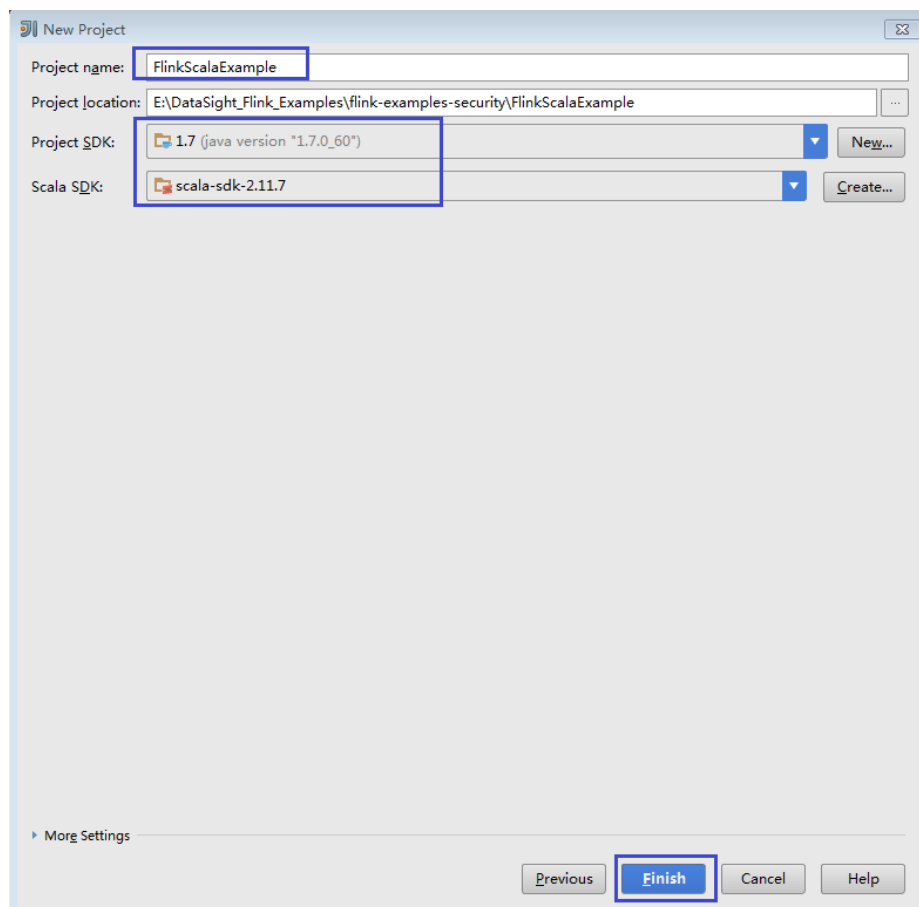 New Project
Project name: FlinkScalaExample
Project location: E:\DataSight_Flink_Examples\flink-examples-security\FlinkScalaExample ...
Project SDK: 1.7 (java version "1.7.0_60") New...
Scala SDK: scala-sdk-2.11.7 Create...
More Settings
Previous Finish Cancel Help